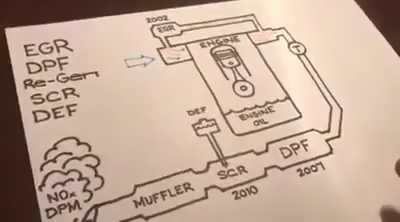 EGR
DPF
Re-Gen
SCR
DEF
2002
EGR
ENGINE
T
ENGINE
OIL
DEF
DPF
2007
SCR
2010
MUFFLER
NOx
DPM